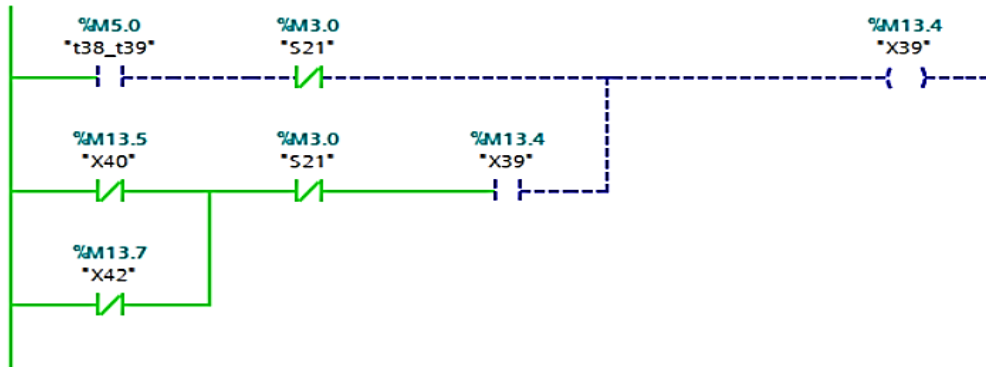 %M5.0 %M3.0 %M13.4
"t38_t39" "S21" "X39"
%M13.5 %M3.0 %M13.4
"X40" "S21" "X39"
%M13.7
"X42"